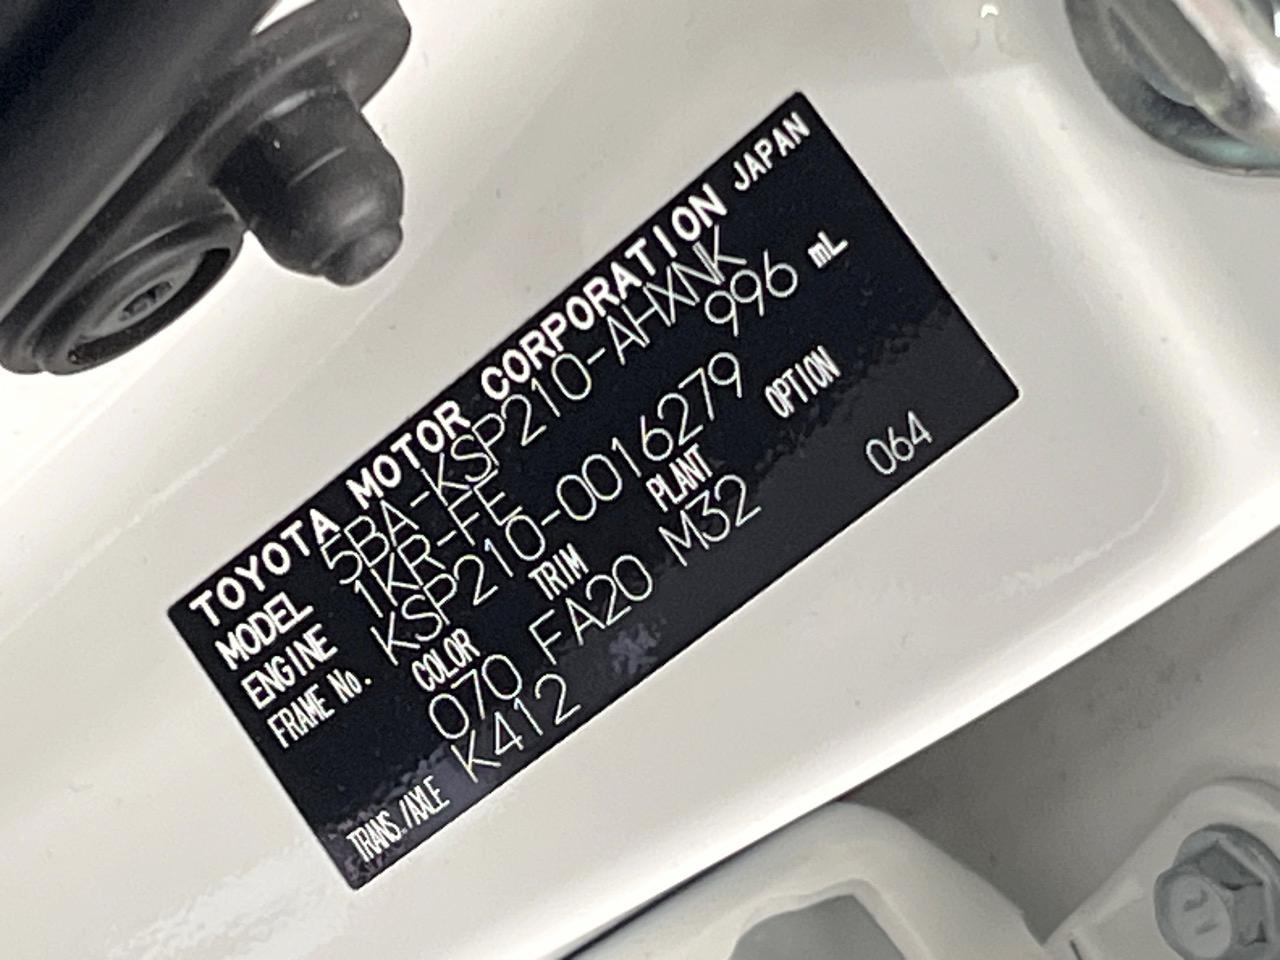 TOYOTA MOTOR CORPORATION JAPAN
MODEL 5BA-KSP210-AHXNK
ENGINE 1KR-FE 996 mL
FRAME No. KSP210-0016279
COLOR TRIM PLANT OPTION
070 FA20 M32 064
TRANS./AXLE K412